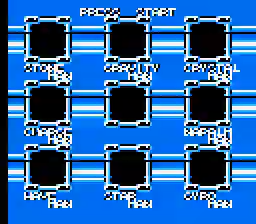 PRESS START
STONE MAN
GRAVITY MAN
CRYSTAL MAN
CHARGE MAN
NAPALM MAN
WAVE MAN
STAR MAN
GYRO MAN